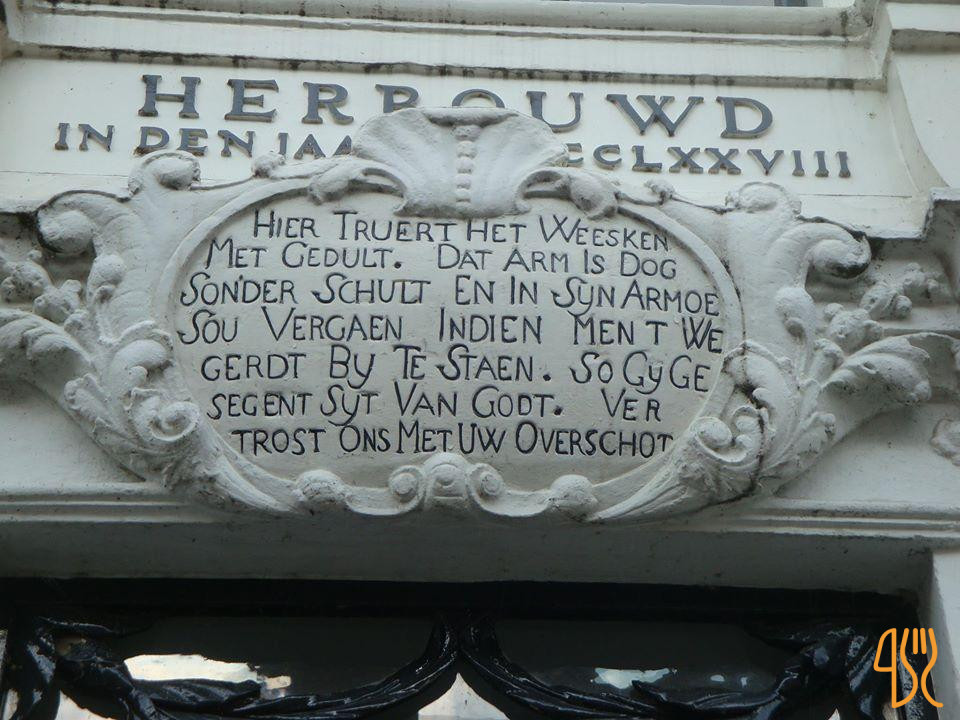 HERBOUWD
IN DEN JAA CCLXXVIII
HIER TRUERT HET WEESKEN
MET GEDULT. DAT ARM IS DOG
SONDER SCHULT EN IN SYN ARMOE
SOU VERGAEN INDIEN MEN T WE
GERDT BY TE STAEN. SO GY GE
SEGENT SYT VAN GODT. VER
TROST ONS MET UW OVERSCHOT